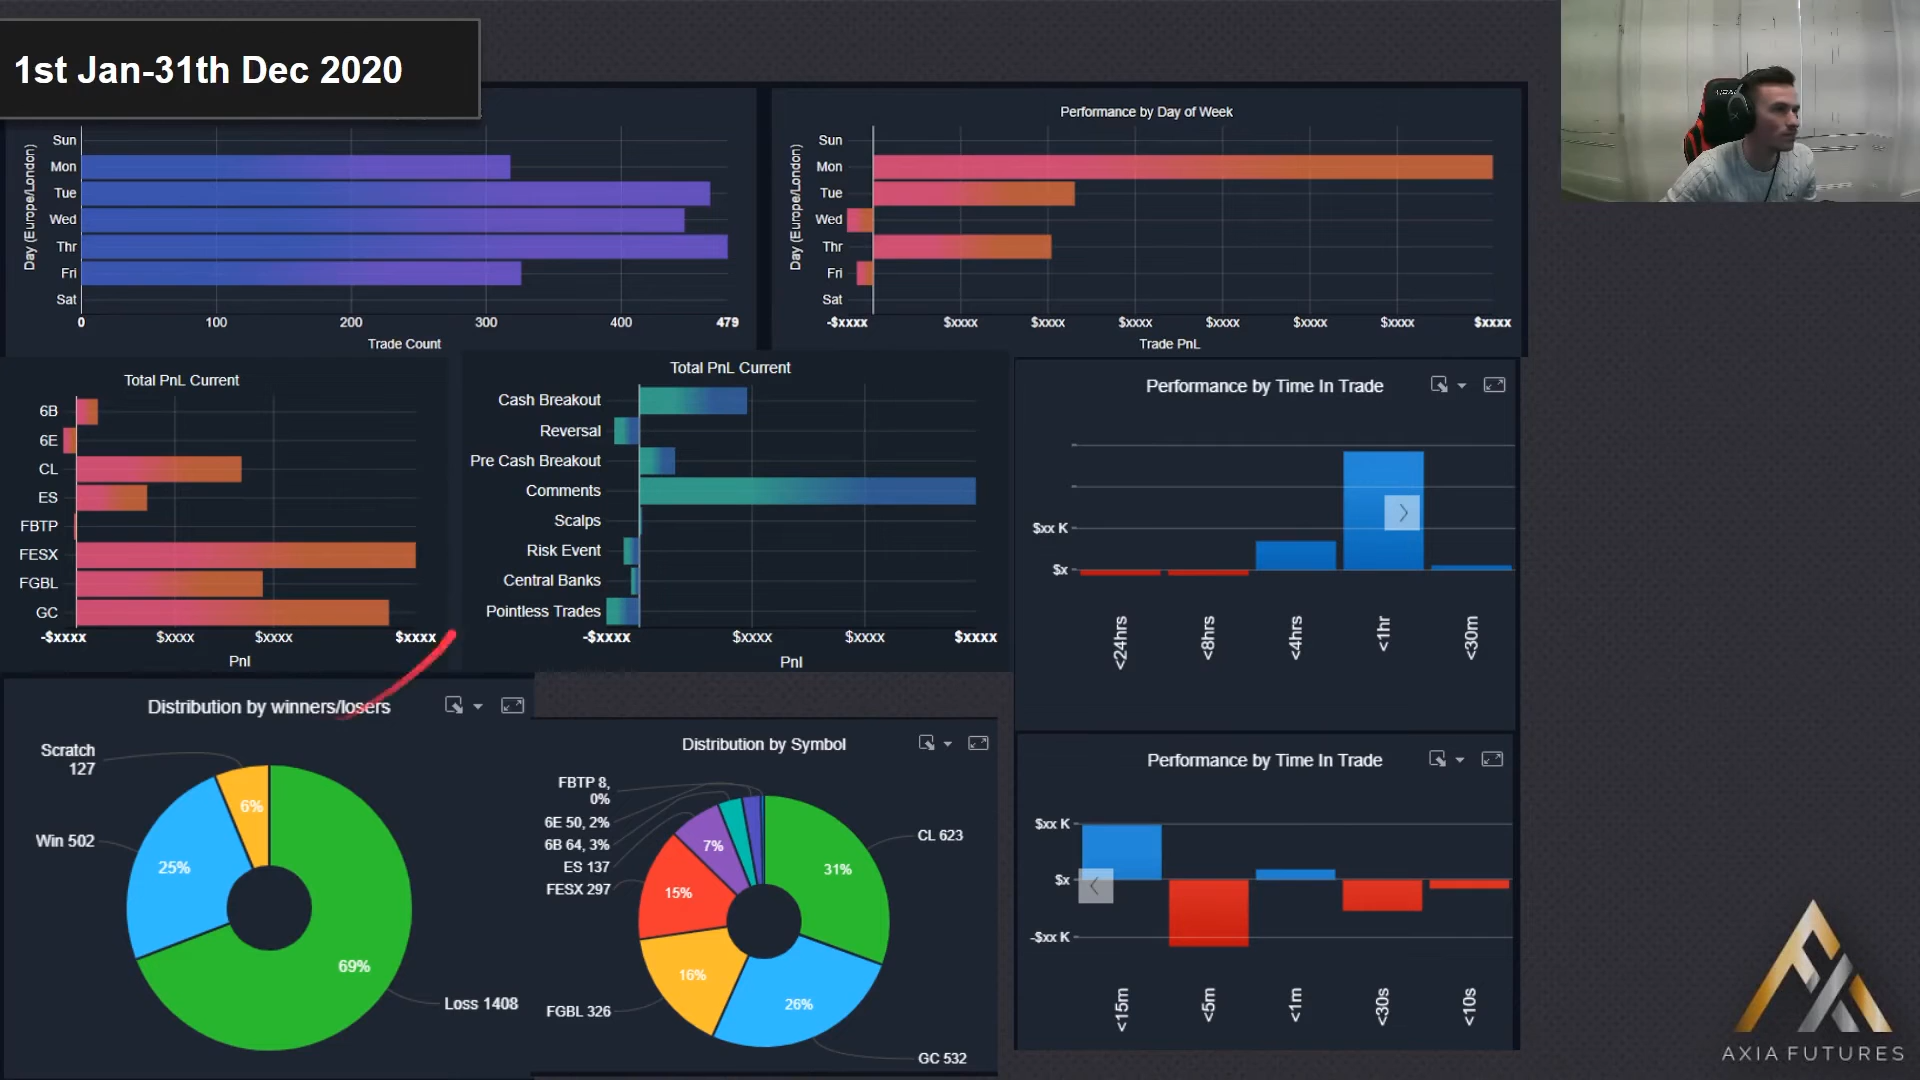 1st Jan-31th Dec 2020
Day (Europe/London)
Sun
Mon
Tue
Wed
Thr
Fri
Sat
0 100 200 300 400 479
Trade Count
Performance by Day of Week
Day (Europe/London)
Sun
Mon
Tue
Wed
Thr
Fri
Sat
-$xxxx $xxxx $xxxx $xxxx $xxxx $xxxx $xxxx $xxxx
Trade PnL
Total PnL Current
6B
6E
CL
ES
FBTP
FESX
FGBL
GC
-$xxxx $xxxx $xxxx $xxxx
Pnl
Total PnL Current
Cash Breakout
Reversal
Pre Cash Breakout
Comments
Scalps
Risk Event
Central Banks
Pointless Trades
-$xxxx $xxxx $xxxx $xxxx
Pnl
Performance by Time In Trade
$xx K
$x
<24hrs
<8hrs
<4hrs
<1hr
<30m
Distribution by winners/losers
Scratch
127
6%
Win 502
25%
69%
Loss 1408
Distribution by Symbol
FBTP 8,
0%
6E 50, 2%
6B 64, 3%
ES 137
7%
FESX 297
15%
CL 623
31%
16%
FGBL 326
26%
GC 532
Performance by Time In Trade
$xx K
$x
-$xx K
<15m
<5m
<1m
<30s
<10s
AXIA FUTURES